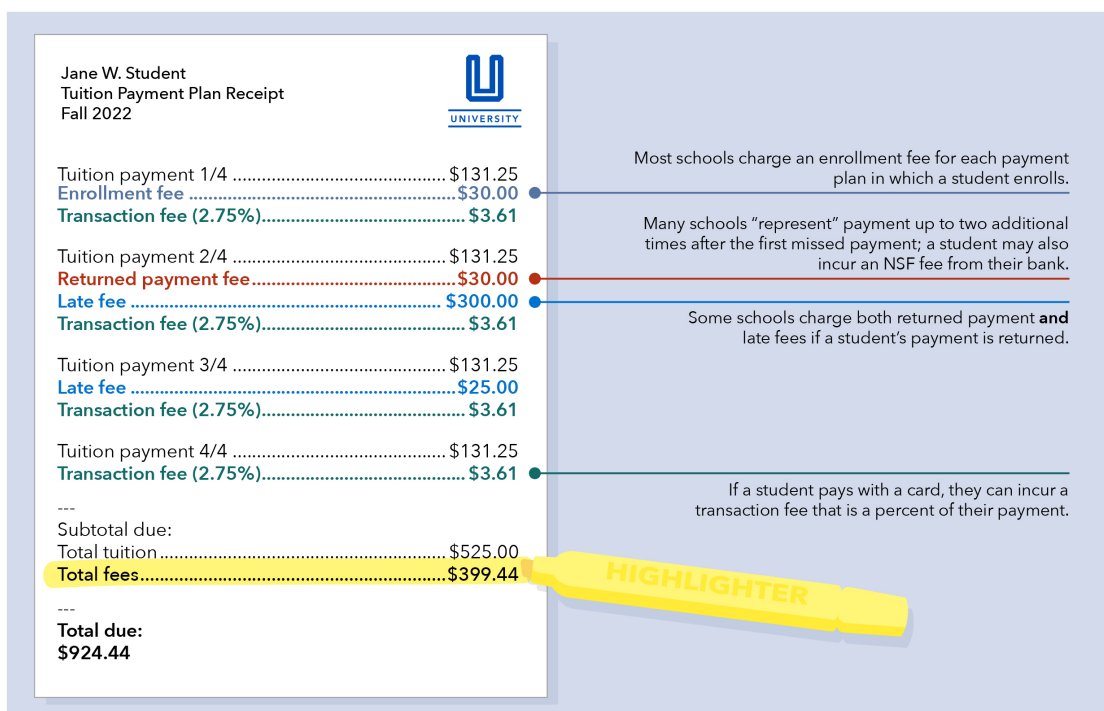 Jane W. Student
Tuition Payment Plan Receipt
Fall 2022
U
UNIVERSITY
Tuition payment 1/4 ............................................... $131.25
Enrollment fee ........................................................... $30.00
Transaction fee (2.75%)............................................. $3.61
Most schools charge an enrollment fee for each payment
plan in which a student enrolls.
Tuition payment 2/4 ............................................... $131.25
Returned payment fee............................................. $30.00
Late fee ..................................................................... $300.00
Transaction fee (2.75%)............................................. $3.61
Many schools “represent” payment up to two additional
times after the first missed payment; a student may also
incur an NSF fee from their bank.
Some schools charge both returned payment and
late fees if a student’s payment is returned.
Tuition payment 3/4 ............................................... $131.25
Late fee ....................................................................... $25.00
Transaction fee (2.75%)............................................. $3.61
Tuition payment 4/4 ............................................... $131.25
Transaction fee (2.75%)............................................. $3.61
If a student pays with a card, they can incur a
transaction fee that is a percent of their payment.
---
Subtotal due:
Total tuition................................................................ $525.00
Total fees.................................................................... $399.44
HIGHLIGHTER
---
Total due:
$924.44